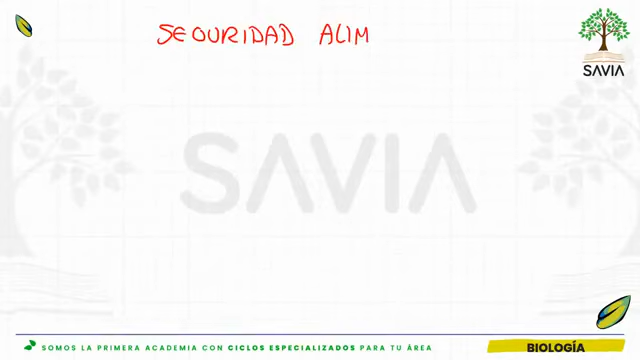 SEGURIDAD ALIM
SAVIA
SAVIA
SOMOS LA PRIMERA ACADEMIA CON CICLOS ESPECIALIZADOS PARA TU ÁREA
BIOLOGÍA